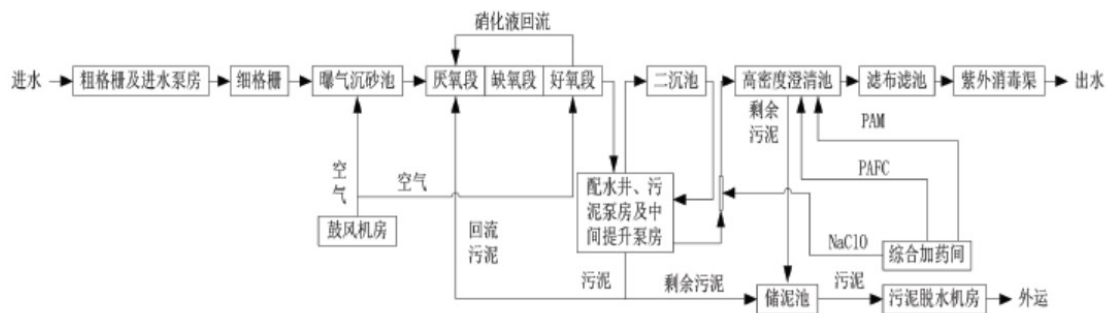 硝化液回流
进水
粗格栅及进水泵房
细格栅
曝气沉砂池
厌氧段
缺氧段
好氧段
二沉池
高密度澄清池
滤布滤池
紫外消毒渠
出水
剩余
污泥
PAM
PAFC
空
气
空气
配水井、污
泥泵房及中
间提升泵房
鼓风机房
回流
污泥
NaClO
综合加药间
污泥
剩余污泥
储泥池
污泥
污泥脱水机房
外运